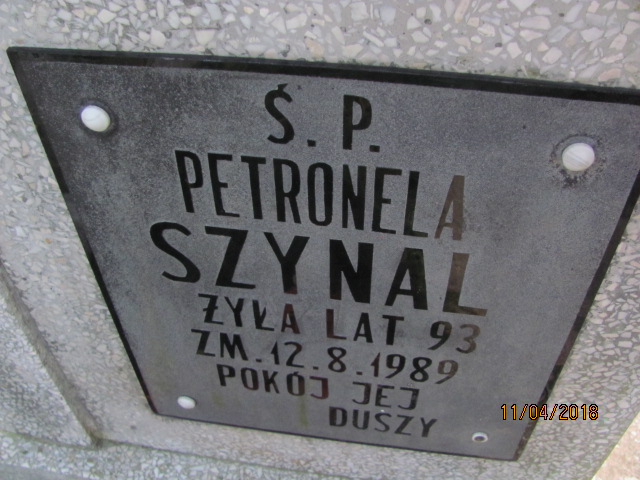 Ś. P.
PETRONELA
SZYNAL
ŻYŁA LAT 93
ZM. 12. 8. 1989
POKÓJ JEJ
DUSZY
11/04/2018